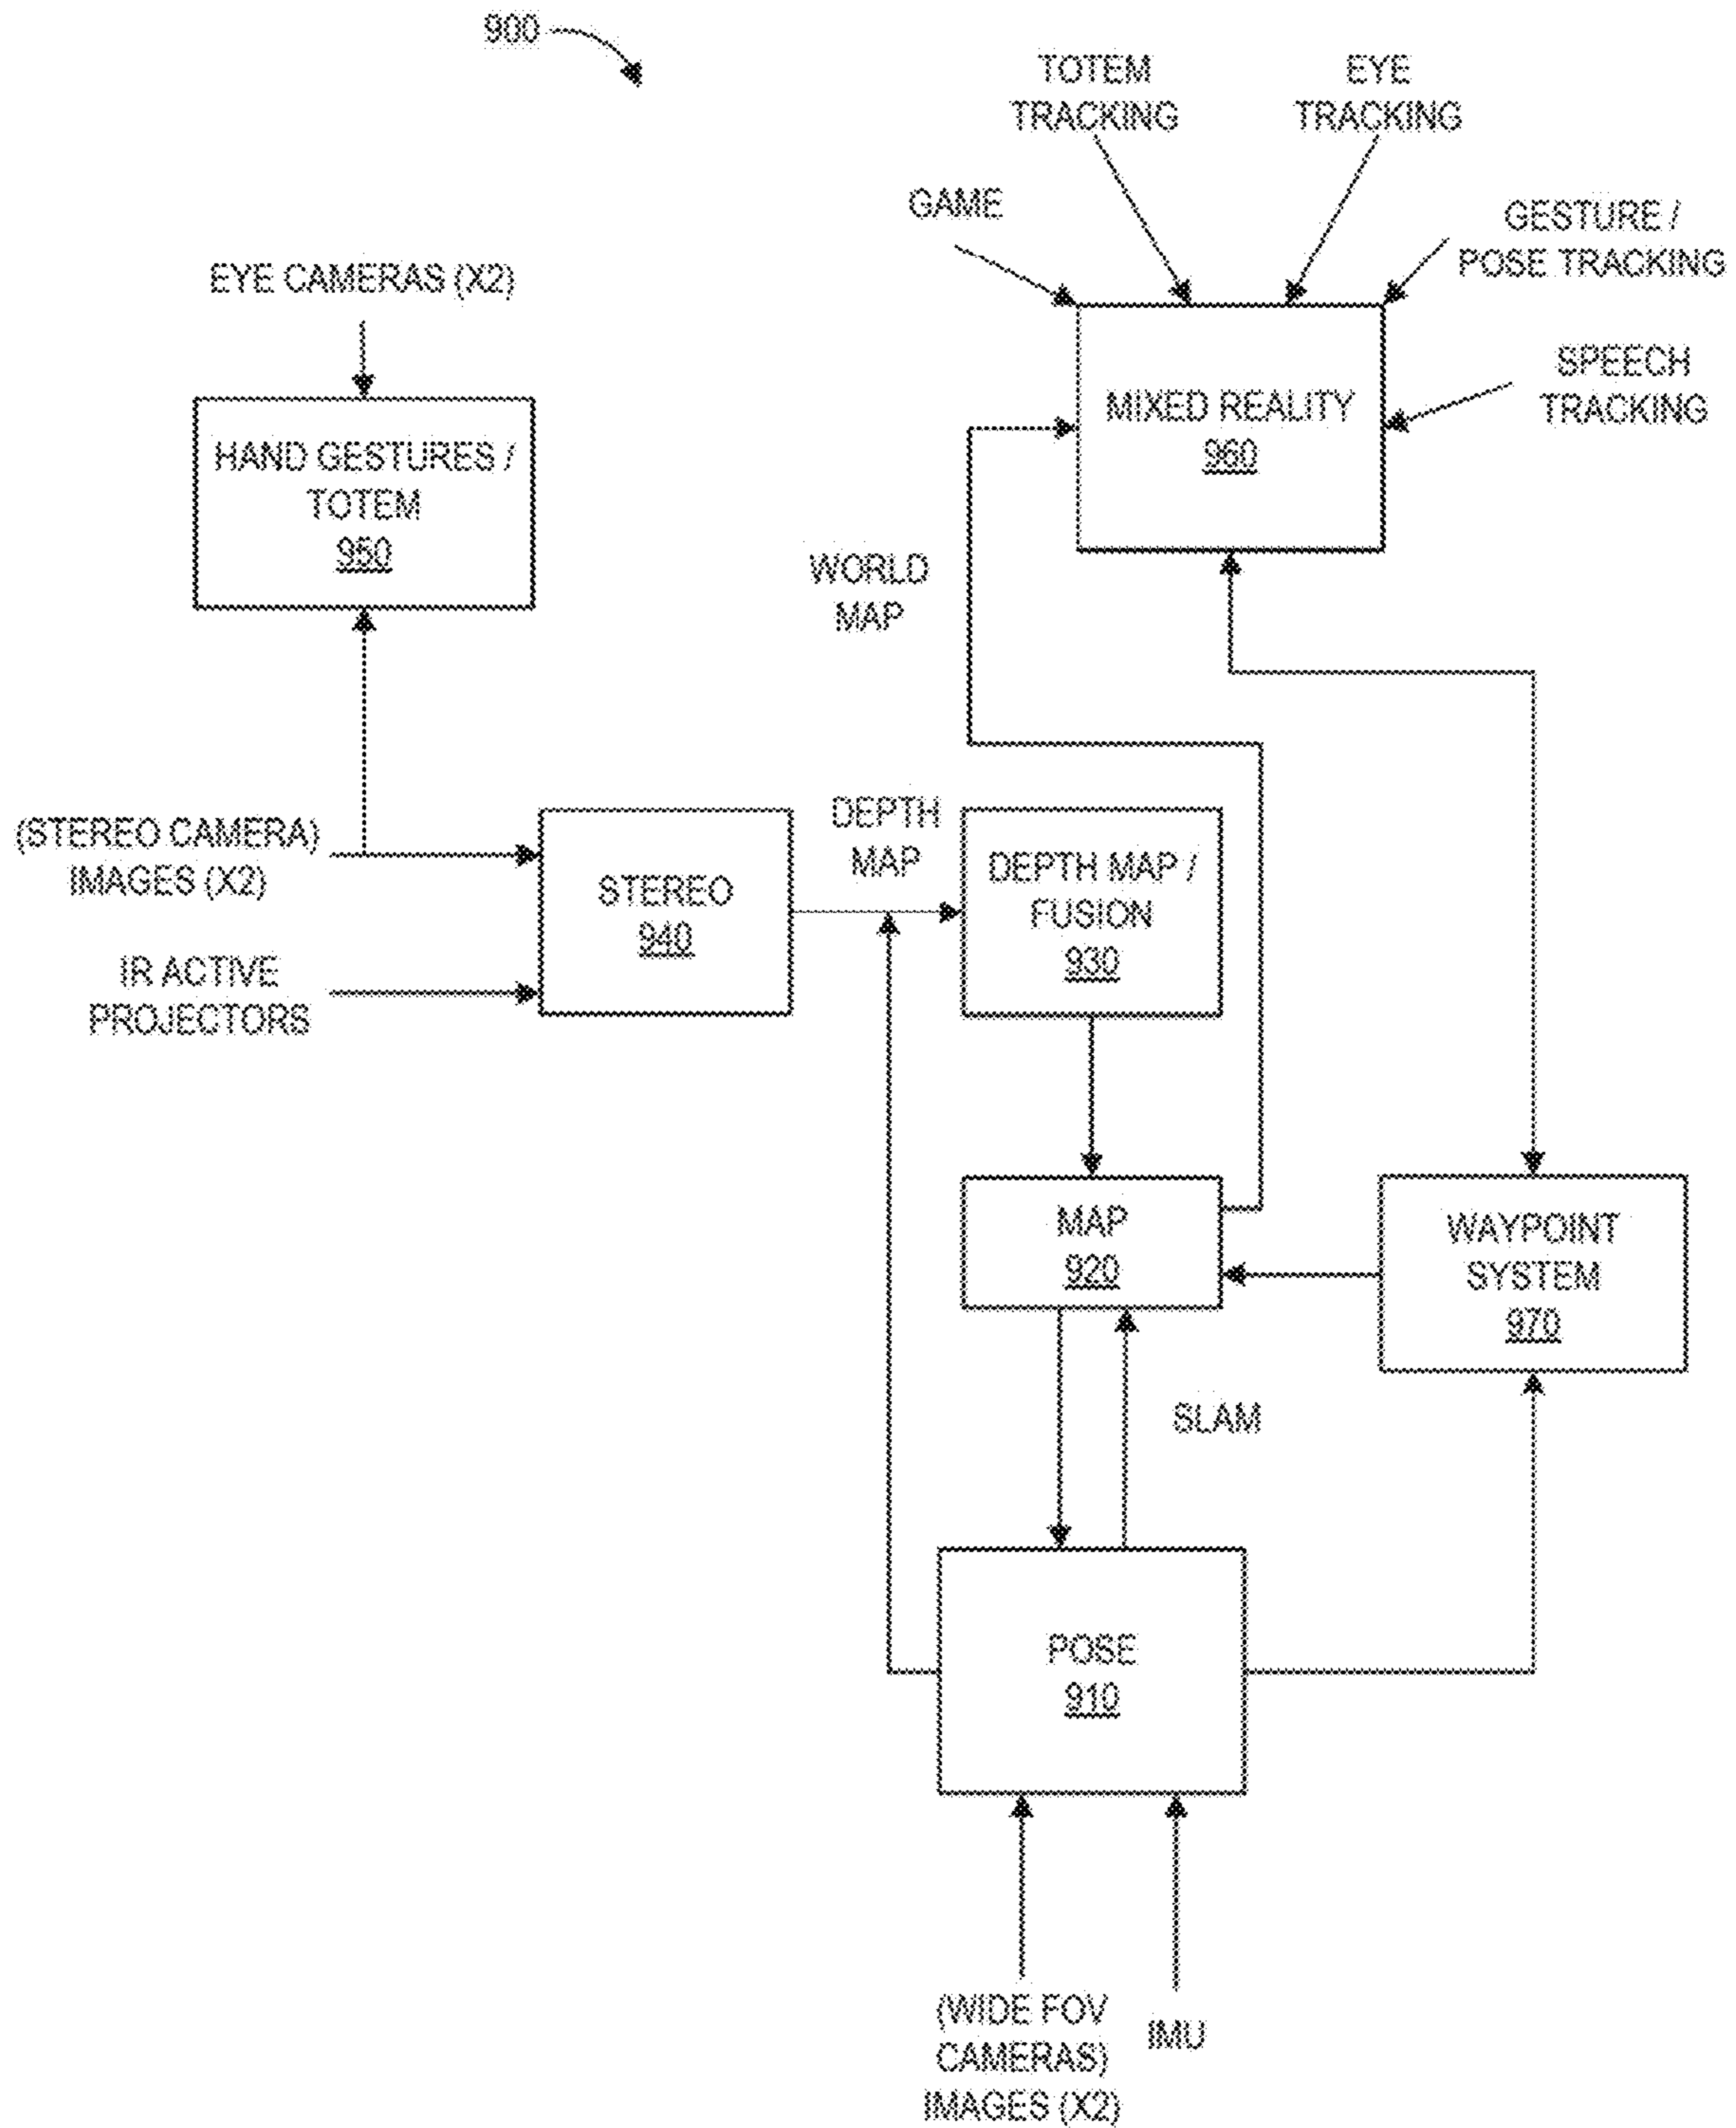 900
TOTEM
TRACKING
EYE
TRACKING
GAME
GESTURE /
POSE TRACKING
EYE CAMERAS (X2)
SPEECH
TRACKING
MIXED REALITY
960
HAND GESTURES /
TOTEM
950
WORLD
MAP
(STEREO CAMERA)
IMAGES (X2)
STEREO
940
DEPTH
MAP
DEPTH MAP /
FUSION
930
IR ACTIVE
PROJECTORS
MAP
920
WAYPOINT
SYSTEM
970
SLAM
POSE
910
(WIDE FOV
CAMERAS)
IMAGES (X2)
IMU